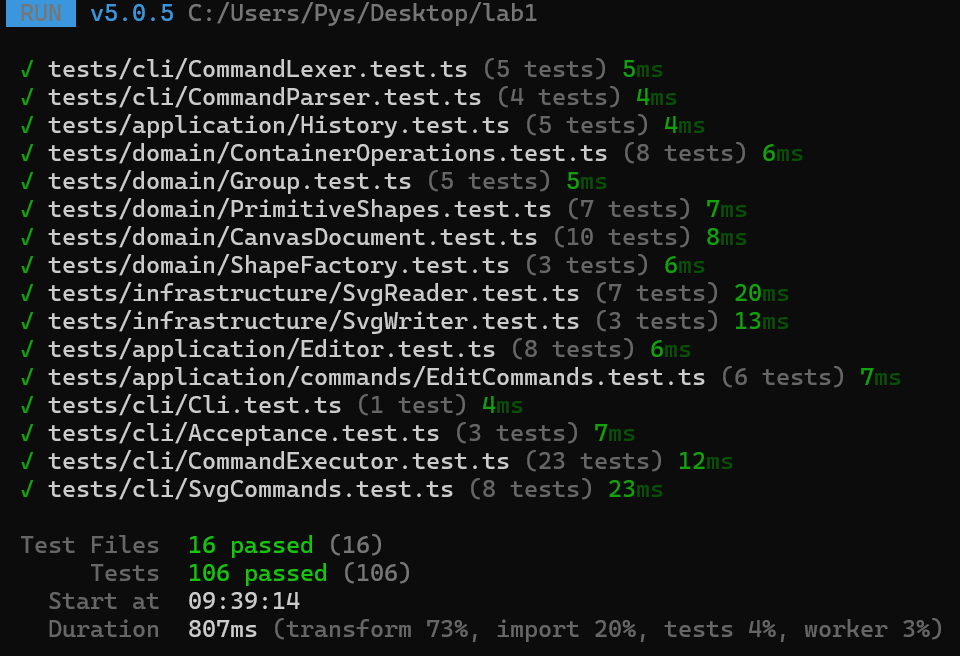 RUN v5.0.5 C:/Users/Pys/Desktop/lab1
✓ tests/cli/CommandLexer.test.ts (5 tests) 5ms
✓ tests/cli/CommandParser.test.ts (4 tests) 4ms
✓ tests/application/History.test.ts (5 tests) 4ms
✓ tests/domain/ContainerOperations.test.ts (8 tests) 6ms
✓ tests/domain/Group.test.ts (5 tests) 5ms
✓ tests/domain/PrimitiveShapes.test.ts (7 tests) 7ms
✓ tests/domain/CanvasDocument.test.ts (10 tests) 8ms
✓ tests/domain/ShapeFactory.test.ts (3 tests) 6ms
✓ tests/infrastructure/SvgReader.test.ts (7 tests) 20ms
✓ tests/infrastructure/SvgWriter.test.ts (3 tests) 13ms
✓ tests/application/Editor.test.ts (8 tests) 6ms
✓ tests/application/commands/EditCommands.test.ts (6 tests) 7ms
✓ tests/cli/Cli.test.ts (1 test) 4ms
✓ tests/cli/Acceptance.test.ts (3 tests) 7ms
✓ tests/cli/CommandExecutor.test.ts (23 tests) 12ms
✓ tests/cli/SvgCommands.test.ts (8 tests) 23ms
Test Files 16 passed (16)
Tests 106 passed (106)
Start at 09:39:14
Duration 807ms (transform 73%, import 20%, tests 4%, worker 3%)